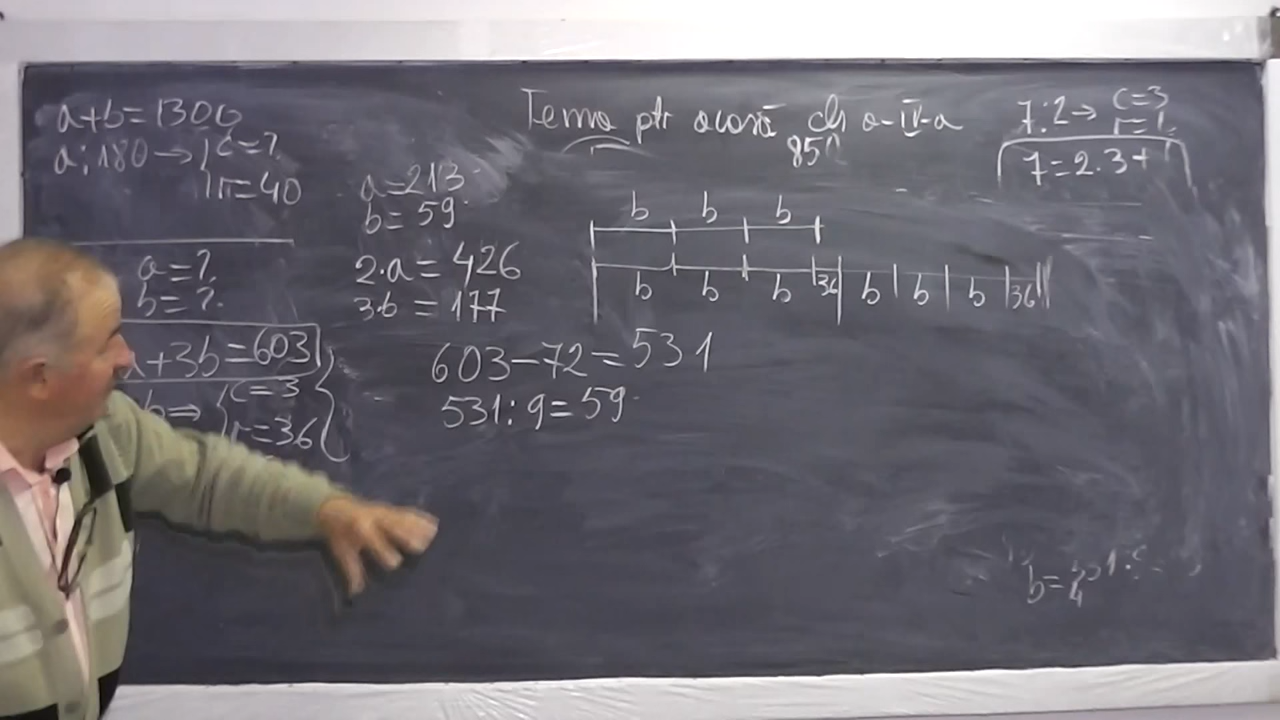 a+b=1300
a:180→ c=?
r=40
a=?
b=?
+3b=603
b⇒ c=3
r=36
a=213
b=59
2·a=426
3·b=177
603-72=531
531:9=59
Tema ptr acasă cls a-IV-a
850
7:2→ c=3
r=1
7=2·3+
b b b
b b b 36 b b b 36
b=